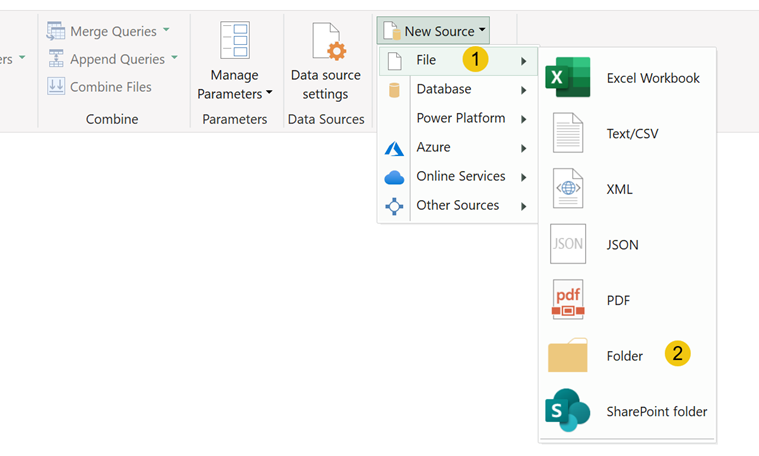 ers
Merge Queries
Append Queries
Combine Files
Combine
Manage
Parameters
Parameters
Data source
settings
Data Sources
New Source
File
1
Database
Power Platform
Azure
Online Services
Other Sources
X
Excel Workbook
Text/CSV
XML
JSON
JSON
pdf
PDF
Folder
2
S
SharePoint folder